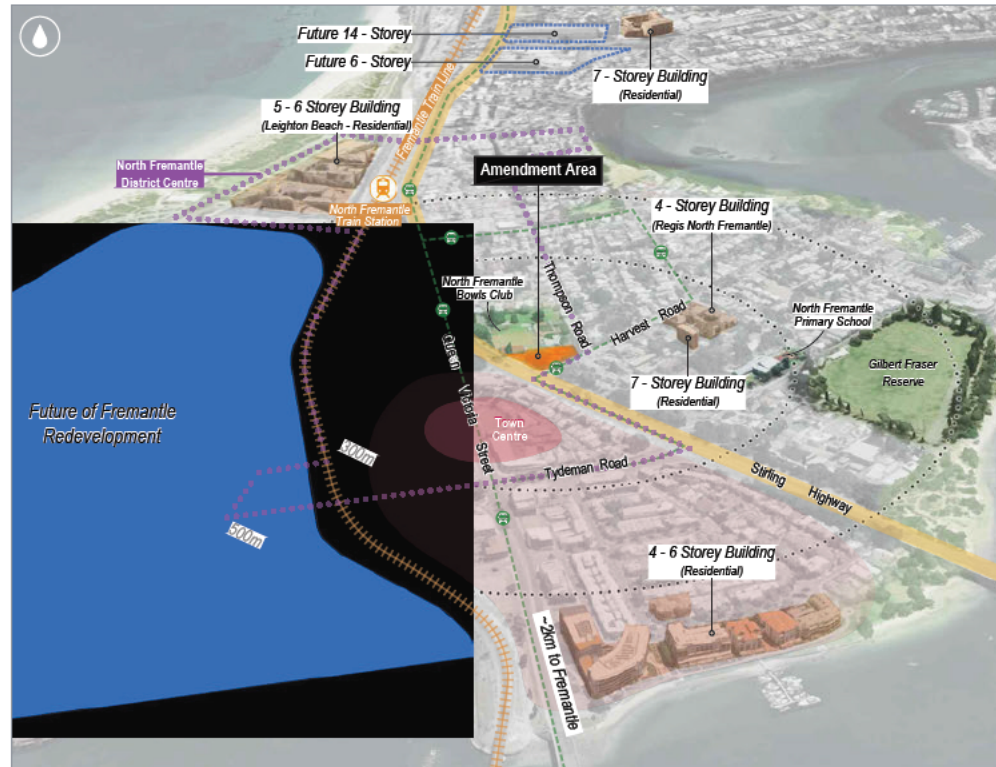 Future 14 - Storey
Future 6 - Storey
7 - Storey Building
(Residential)
5 - 6 Storey Building
(Leighton Beach - Residential)
Fremantle Train Line
North Fremantle
District Centre
Amendment Area
North Fremantle
Train Station
4 - Storey Building
(Regis North Fremantle)
North Fremantle
Bowls Club
Thompson Road
Harvest Road
North Fremantle
Primary School
Gilbert Fraser
Reserve
7 - Storey Building
(Residential)
Queen Victoria Street
Future of Fremantle
Redevelopment
Town
Centre
300m
Tydeman Road
Stirling Highway
500m
4 - 6 Storey Building
(Residential)
~2km to Fremantle